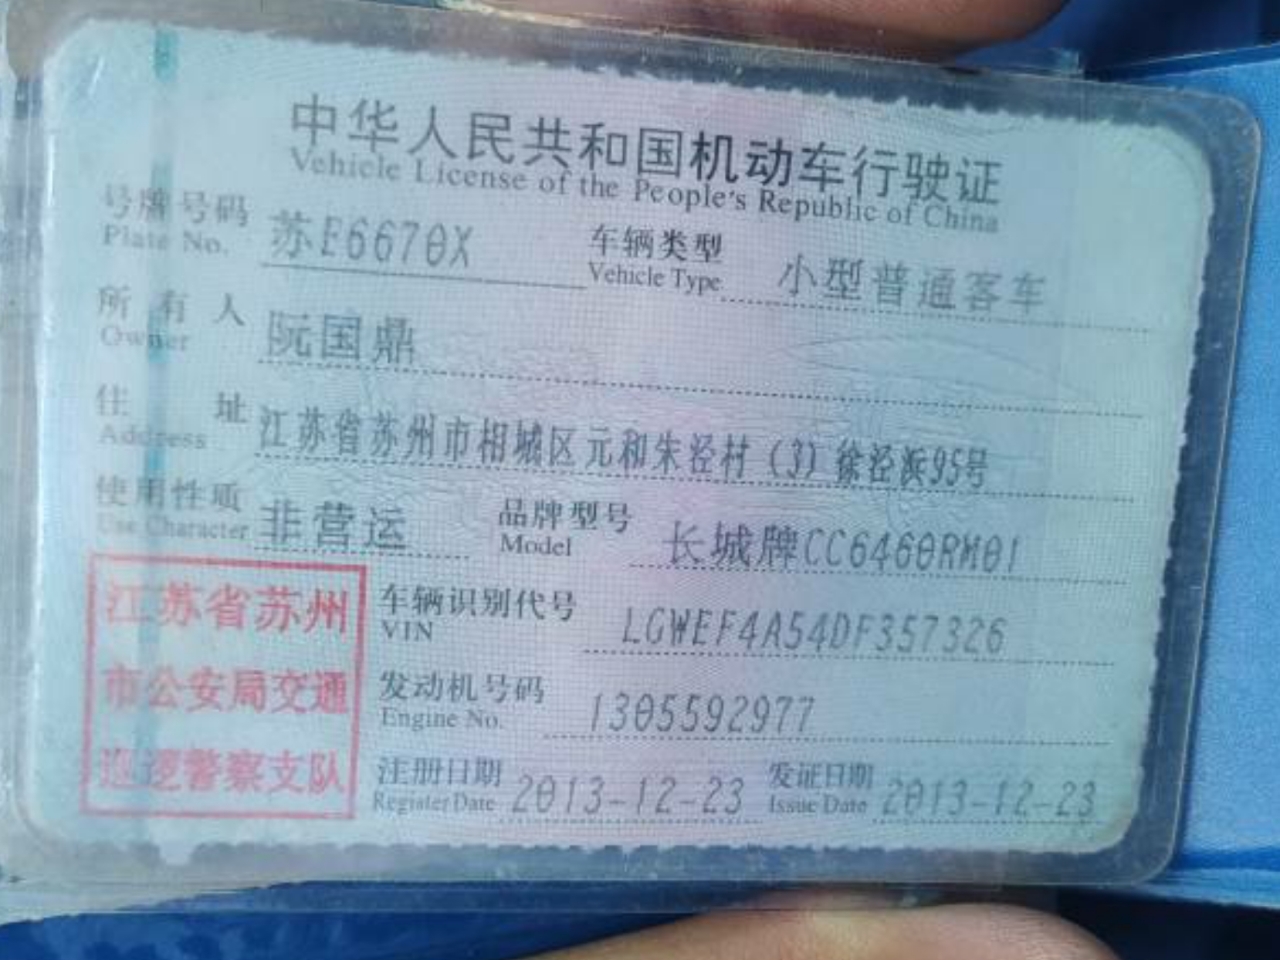 中华人民共和国机动车行驶证
Vehicle License of the People's Republic of China
号牌号码 苏E6670X 车辆类型 小型普通客车
Plate No. Vehicle Type
所有人 阮国鼎
Owner
住址 江苏省苏州市相城区元和朱泾村(3)徐泾浜95号
Address
使用性质 非营运 品牌型号 长城牌CC6460RM01
Use Character Model
江苏省苏州
市公安局交通
巡逻警察支队
车辆识别代号 LGWEF4A54DF357326
VIN
发动机号码 1305592977
Engine No.
注册日期 2013-12-23 发证日期 2013-12-23
Register Date Issue Date